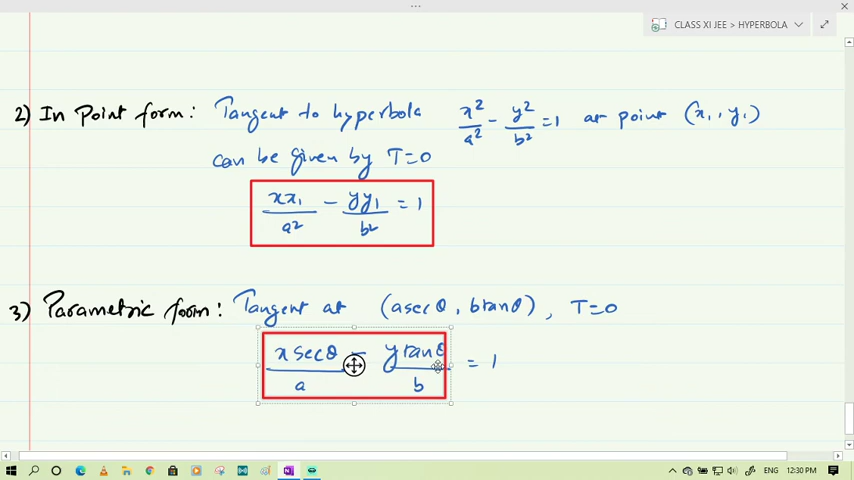 CLASS XI JEE > HYPERBOLA
2) In Point form: Tangent to hyperbola x²/a² - y²/b² = 1 at point (x₁, y₁)
can be given by T=0
xx₁/a² - yy₁/b² = 1
3) Parametric form: Tangent at (asecθ, btanθ), T=0
x secθ/a - y tanθ/b = 1
ENG 12:30 PM